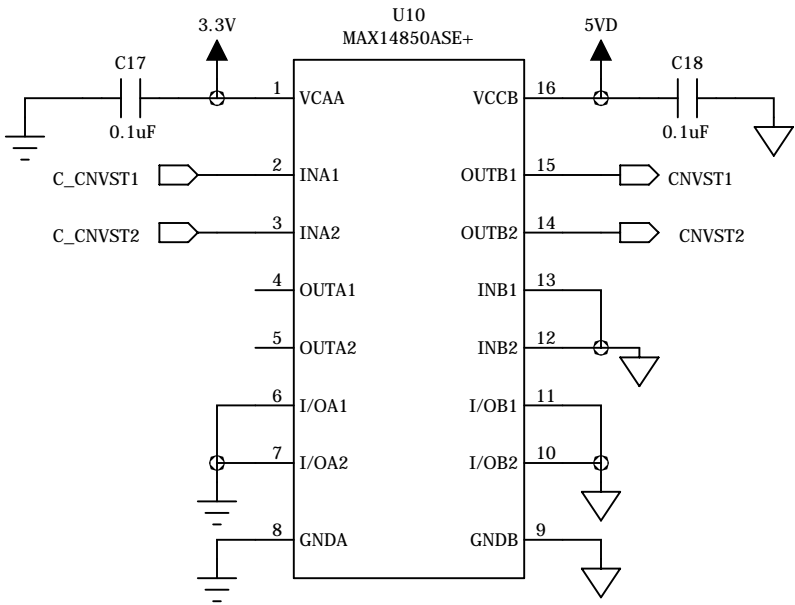 U10
MAX14850ASE+
3.3V
5VD
C17
0.1uF
C18
0.1uF
1 VCAA
VCCB 16
C_CNVST1
2 INA1
OUTB1 15
CNVST1
C_CNVST2
3 INA2
OUTB2 14
CNVST2
4 OUTA1
INB1 13
5 OUTA2
INB2 12
6 I/OA1
I/OB1 11
7 I/OA2
I/OB2 10
8 GNDA
GNDB 9